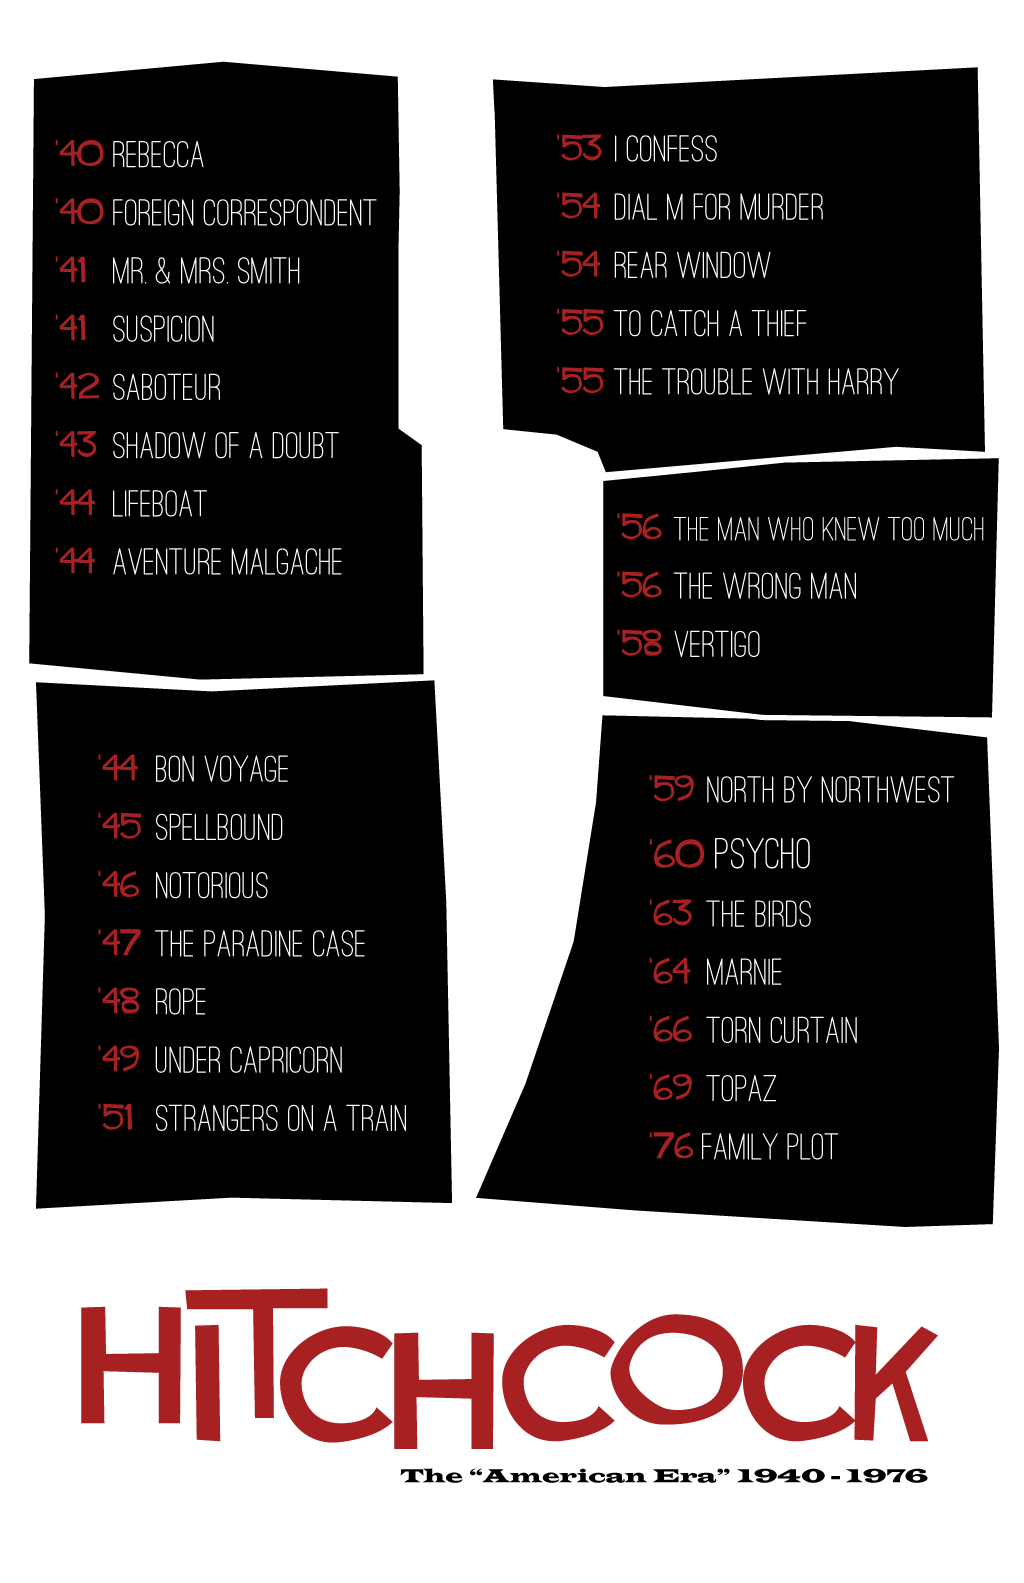 '40 REBECCA
'40 FOREIGN CORRESPONDENT
'41 MR. & MRS. SMITH
'41 SUSPICION
'42 SABOTEUR
'43 SHADOW OF A DOUBT
'44 LIFEBOAT
'44 AVENTURE MALGACHE
'44 BON VOYAGE
'45 SPELLBOUND
'46 NOTORIOUS
'47 THE PARADINE CASE
'48 ROPE
'49 UNDER CAPRICORN
'51 STRANGERS ON A TRAIN
'53 I CONFESS
'54 DIAL M FOR MURDER
'54 REAR WINDOW
'55 TO CATCH A THIEF
'55 THE TROUBLE WITH HARRY
'56 THE MAN WHO KNEW TOO MUCH
'56 THE WRONG MAN
'58 VERTIGO
'59 NORTH BY NORTHWEST
'60 PSYCHO
'63 THE BIRDS
'64 MARNIE
'66 TORN CURTAIN
'69 TOPAZ
'76 FAMILY PLOT
HiTCHCOCK
The “American Era” 1940 - 1976